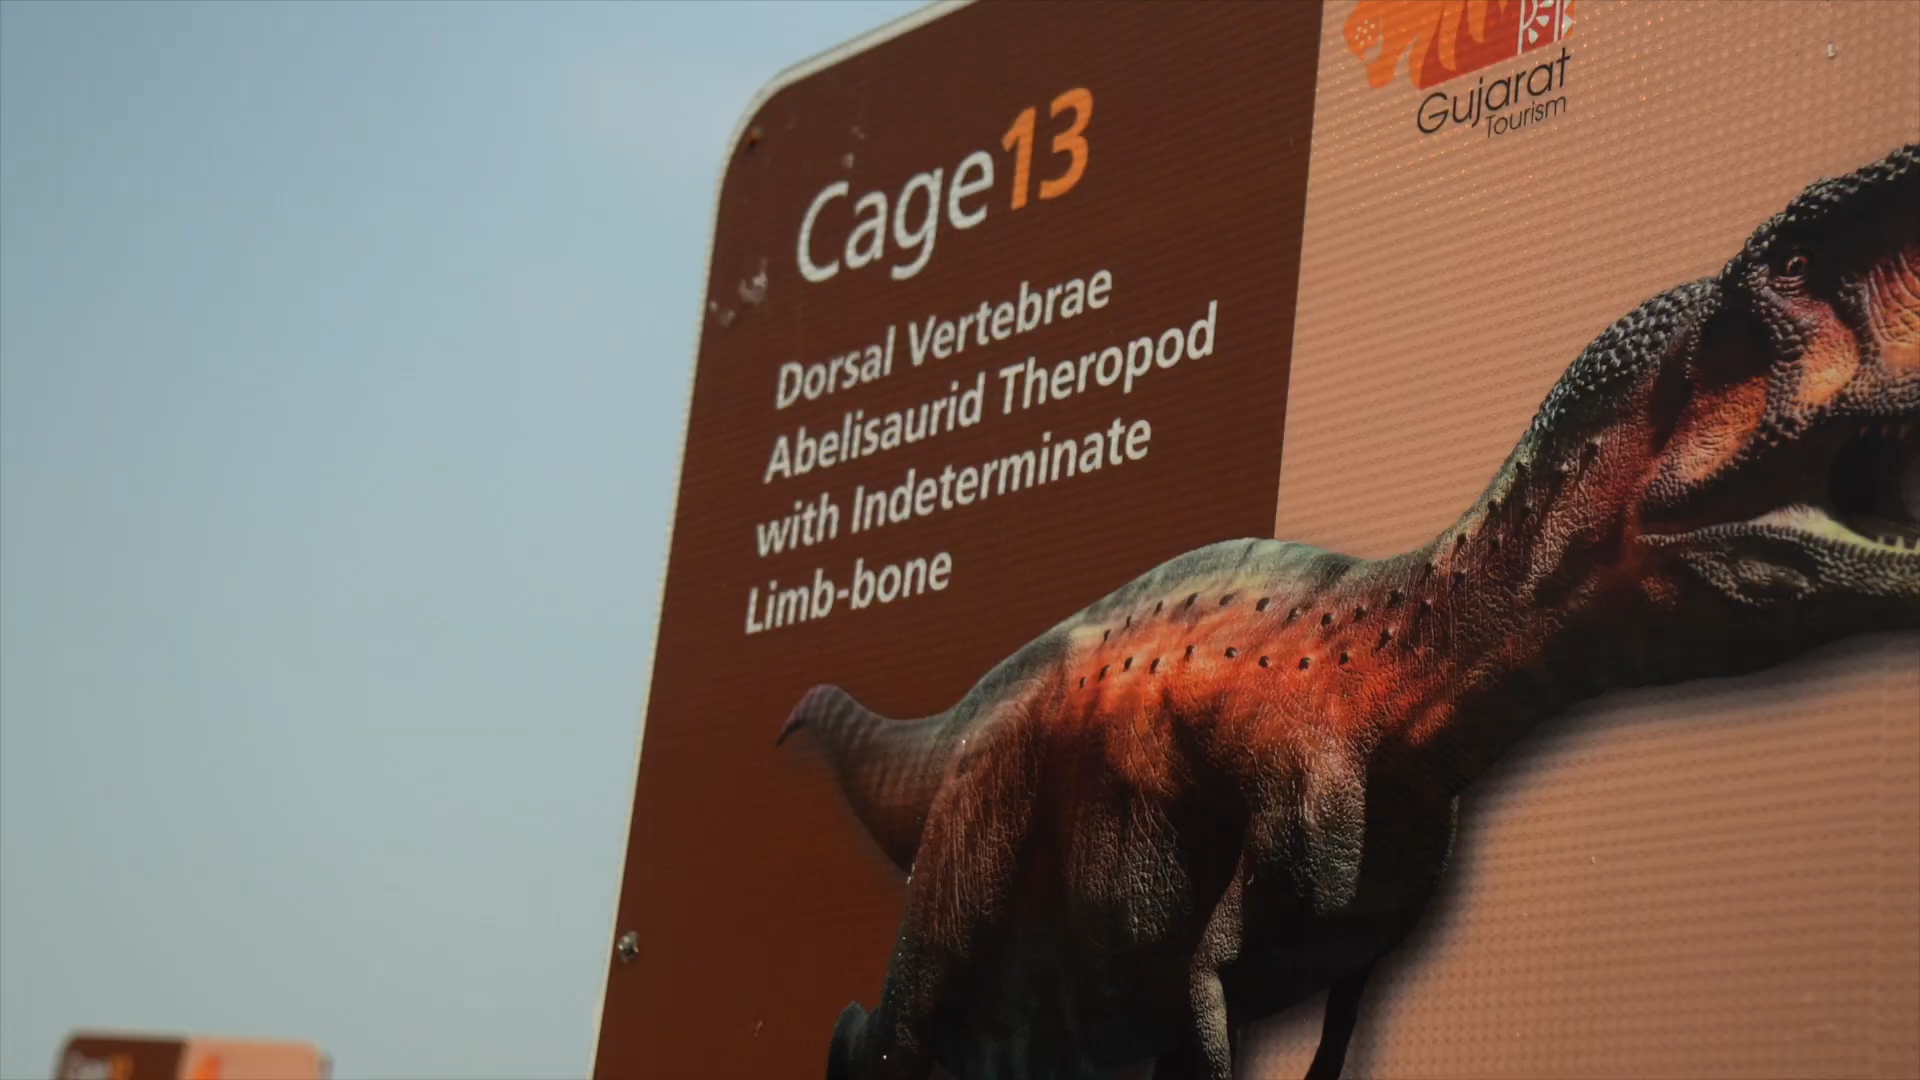 Cage13
Dorsal Vertebrae
Abelisaurid Theropod
with Indeterminate
Limb-bone
Gujarat
Tourism